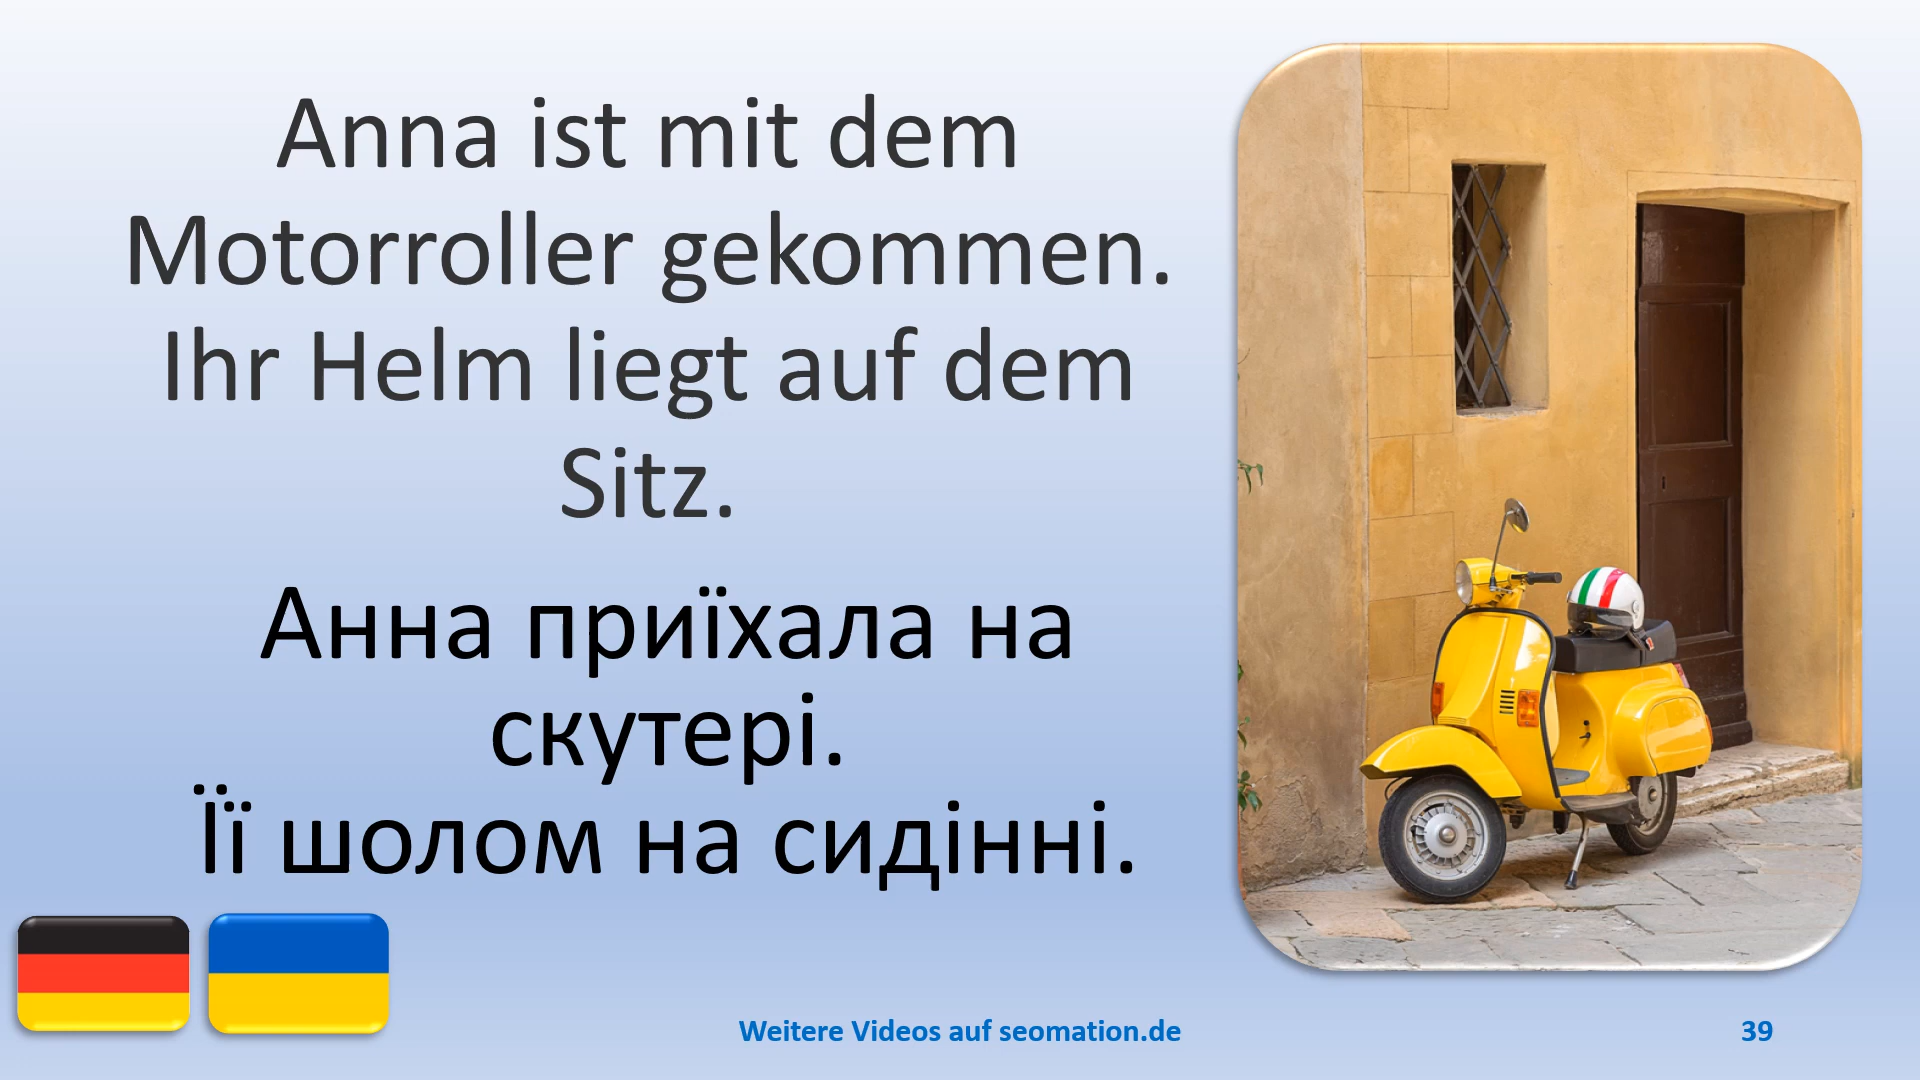 Anna ist mit dem
Motorroller gekommen.
Ihr Helm liegt auf dem
Sitz.
Анна приїхала на
скутері.
Її шолом на сидінні.
Weitere Videos auf seomation.de
39